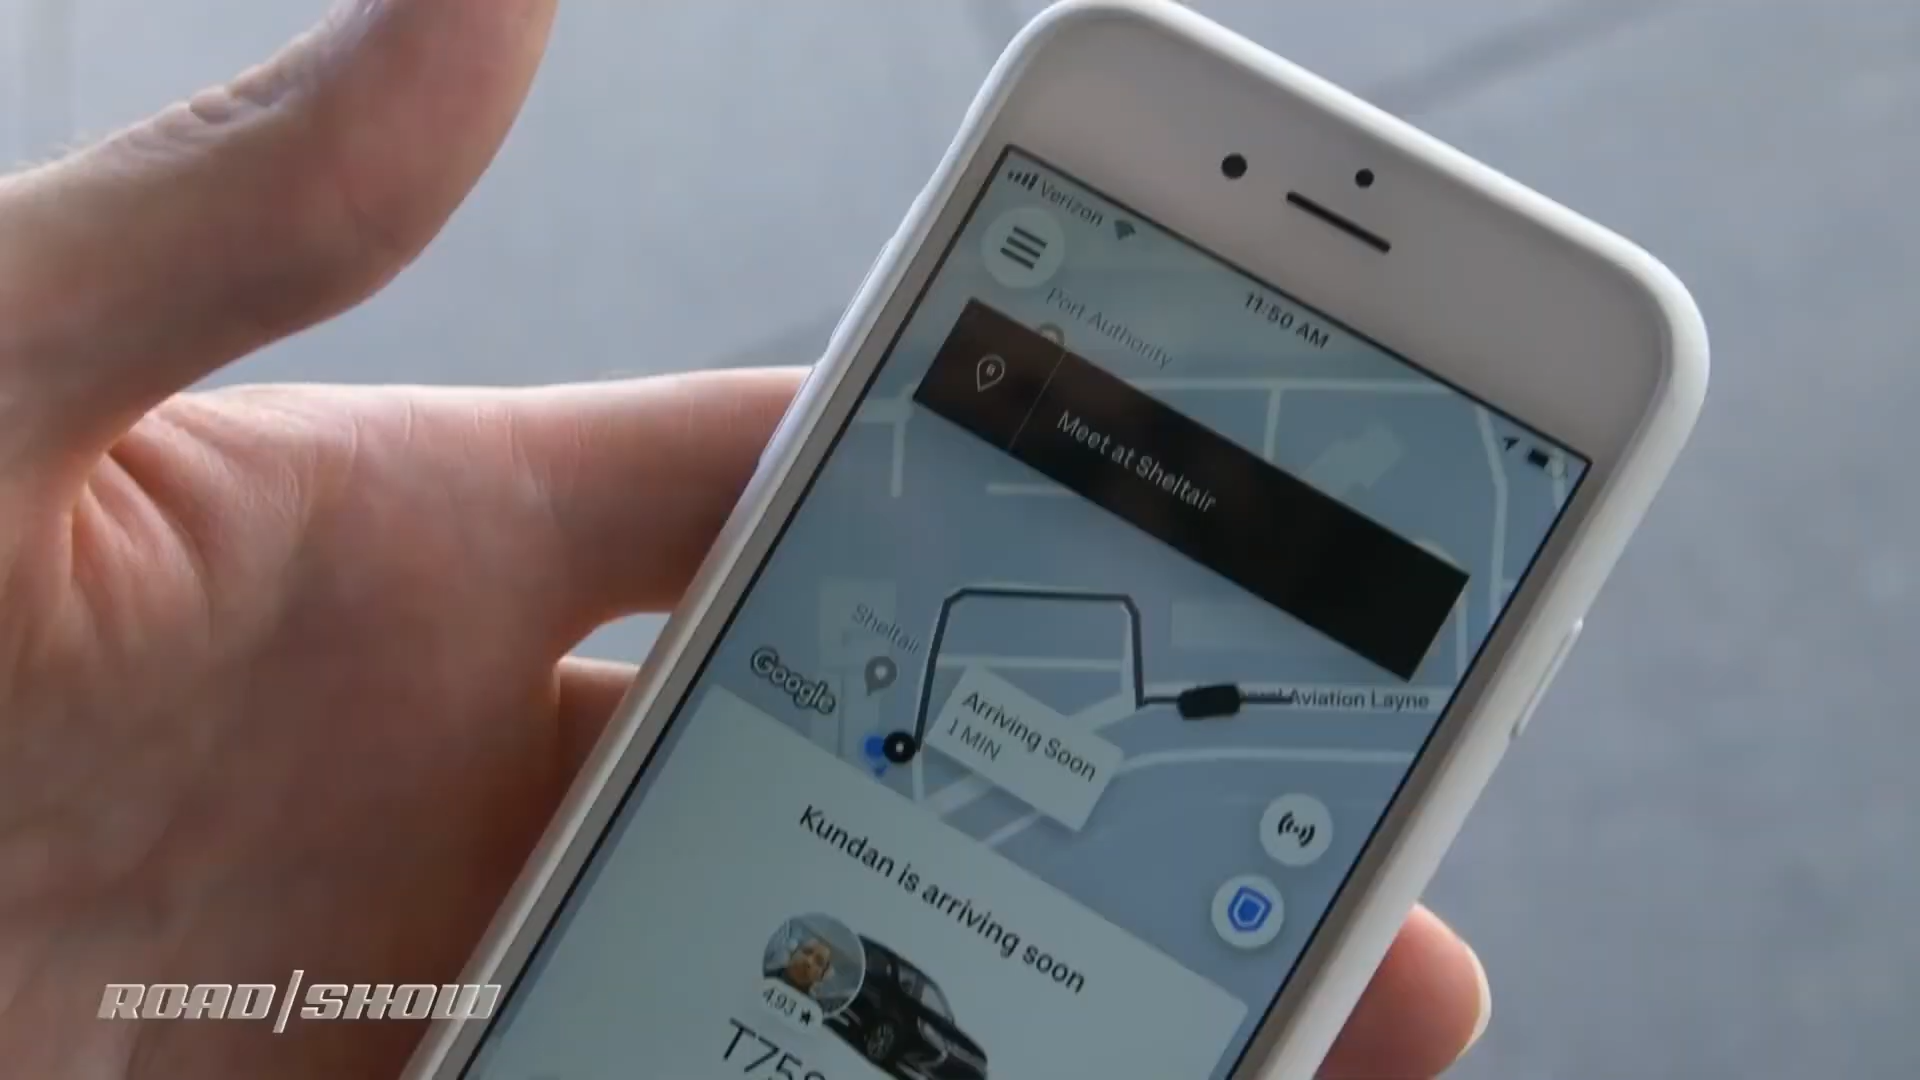 Verizon
11:50 AM
Port Authority
Meet at Sheltair
Sheltair
Google
Aviation Layne
Arriving Soon
1 MIN
Kundan is arriving soon
4.93 ★
ROAD/SHOW